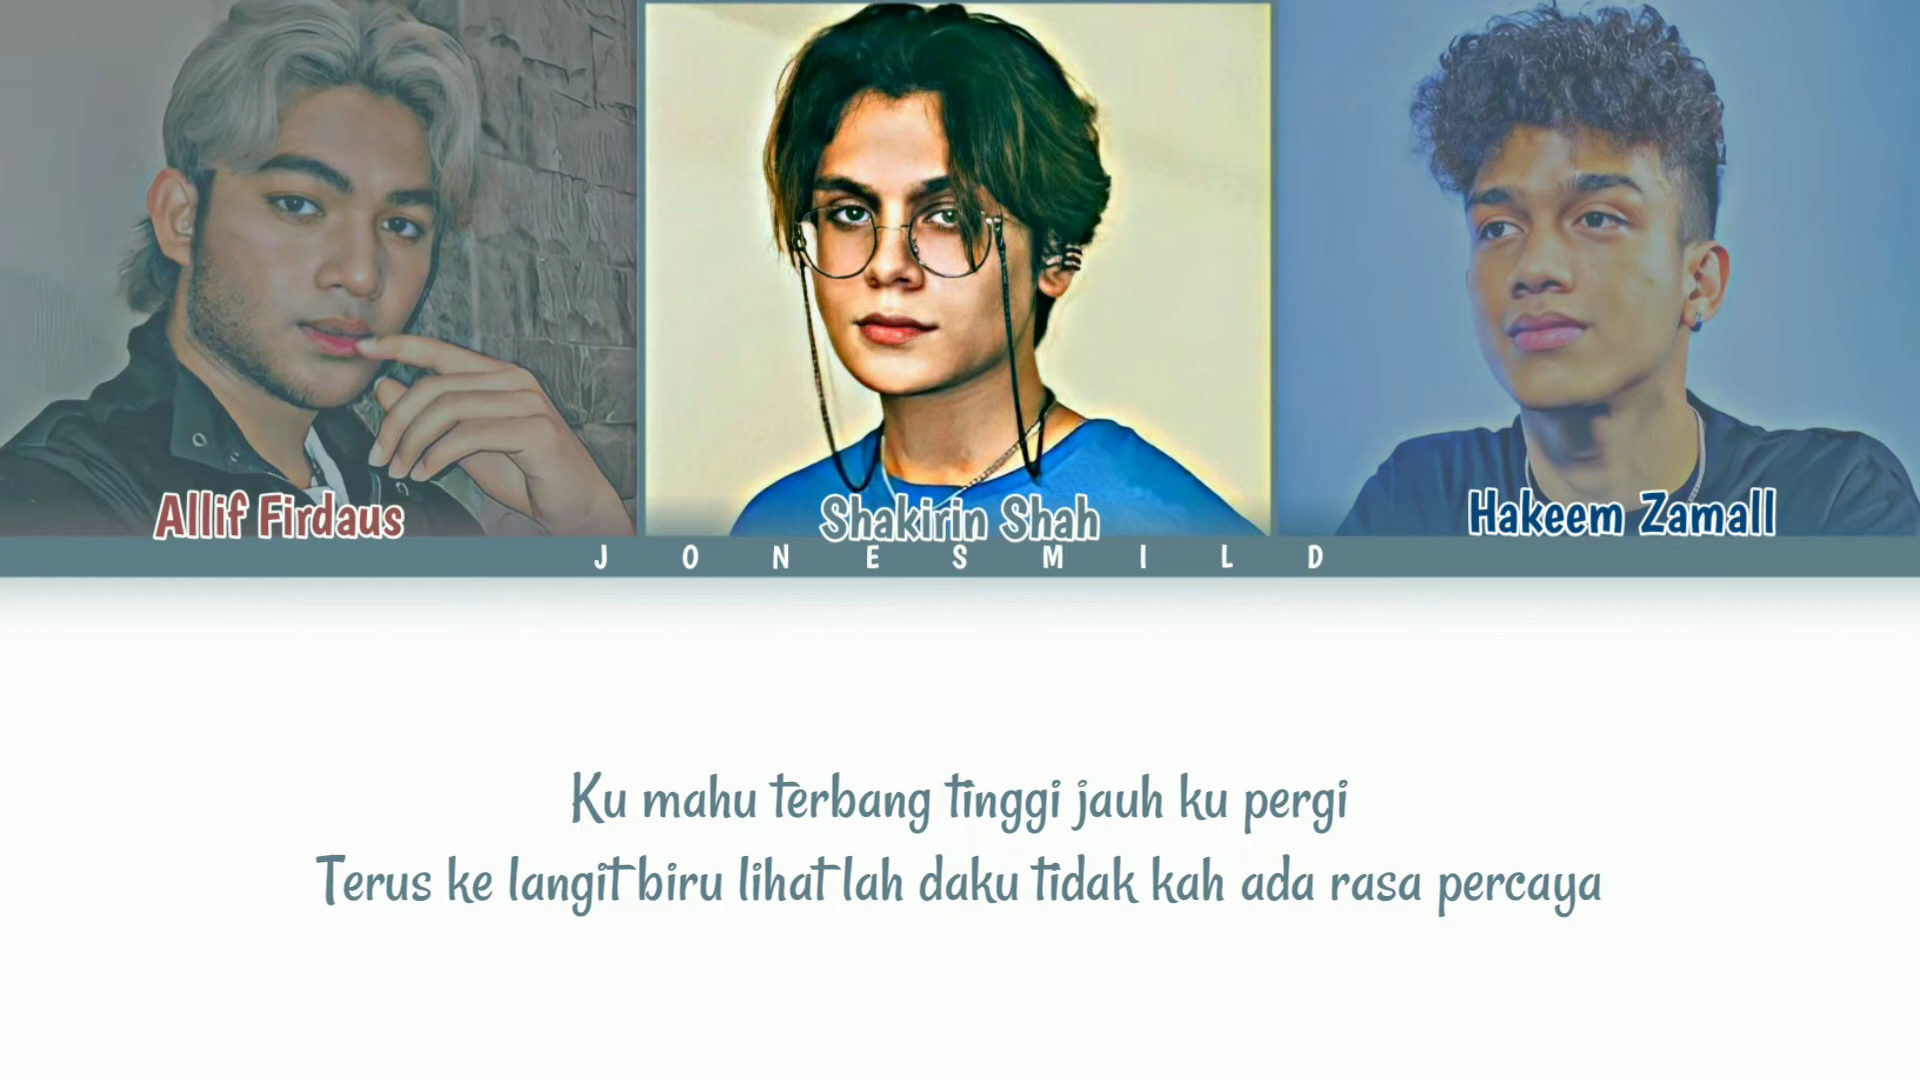 Allif Firdaus
Shakirin Shah
Hakeem Zamall
JONESMILD
Ku mahu terbang tinggi jauh ku pergi
Terus ke langit biru lihat lah daku tidak kah ada rasa percaya